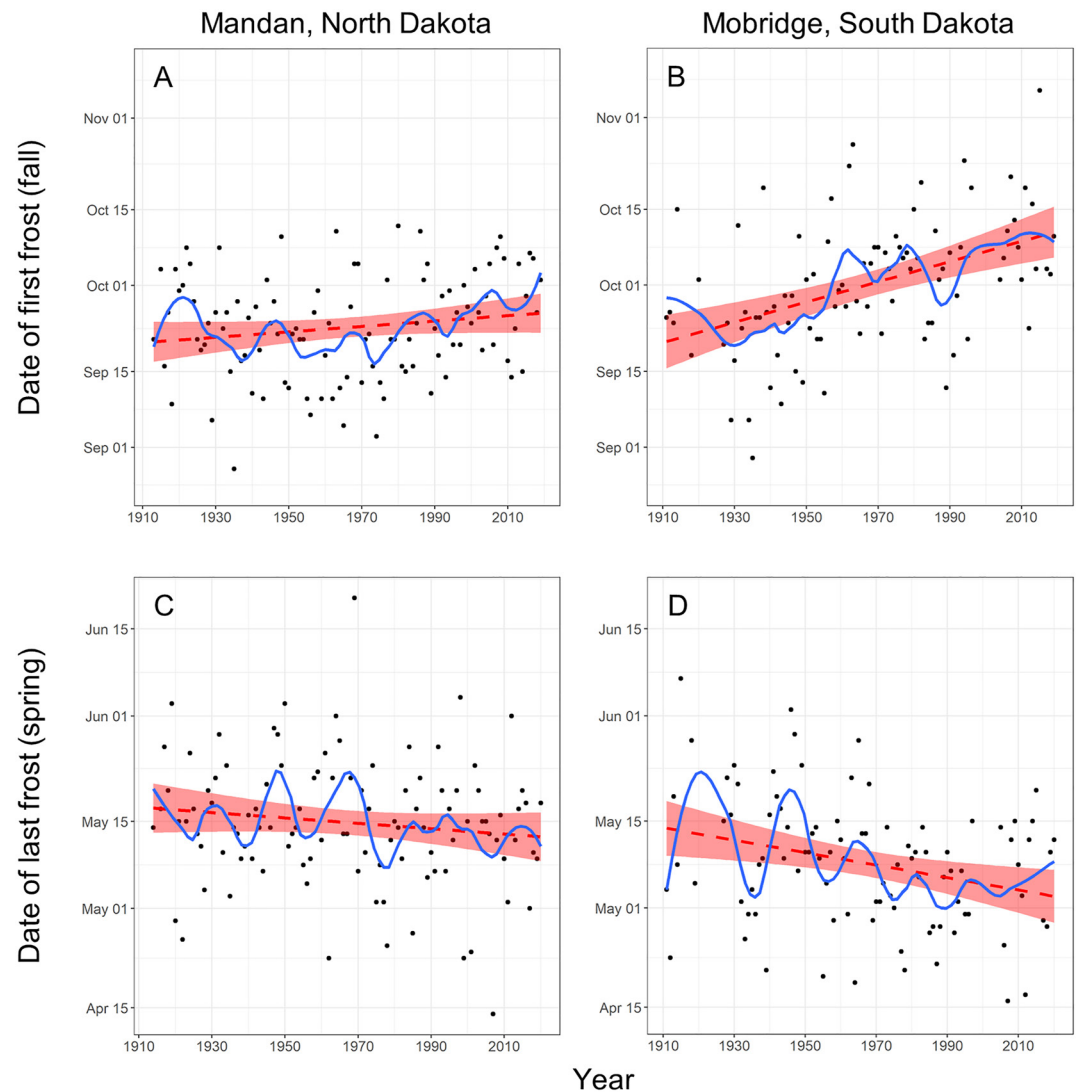 Mandan, North Dakota
Mobridge, South Dakota
Date of first frost (fall)
A
Nov 01
Oct 15
Oct 01
Sep 15
Sep 01
1910 1930 1950 1970 1990 2010
B
Nov 01
Oct 15
Oct 01
Sep 15
Sep 01
1910 1930 1950 1970 1990 2010
Date of last frost (spring)
C
Jun 15
Jun 01
May 15
May 01
Apr 15
1910 1930 1950 1970 1990 2010
D
Jun 15
Jun 01
May 15
May 01
Apr 15
1910 1930 1950 1970 1990 2010
Year